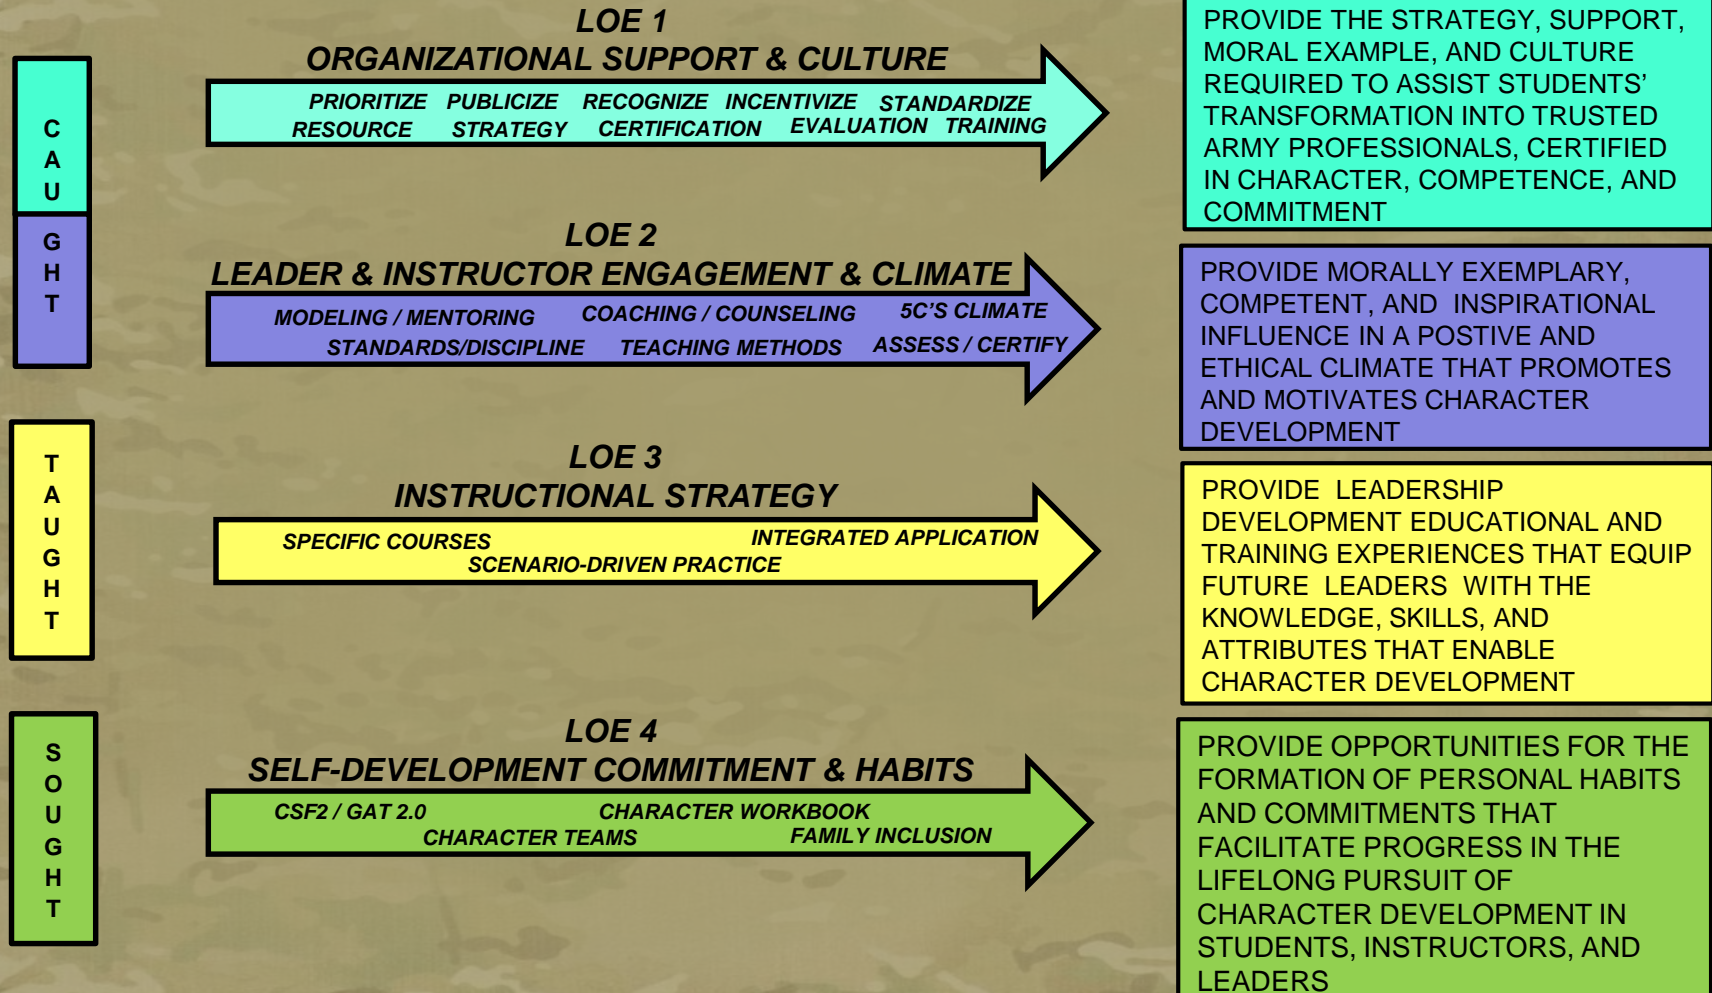 C
A
U
G
H
T
LOE 1
ORGANIZATIONAL SUPPORT & CULTURE
PRIORITIZE PUBLICIZE RECOGNIZE INCENTIVIZE STANDARDIZE
RESOURCE STRATEGY CERTIFICATION EVALUATION TRAINING
PROVIDE THE STRATEGY, SUPPORT,
MORAL EXAMPLE, AND CULTURE
REQUIRED TO ASSIST STUDENTS’
TRANSFORMATION INTO TRUSTED
ARMY PROFESSIONALS, CERTIFIED
IN CHARACTER, COMPETENCE, AND
COMMITMENT
LOE 2
LEADER & INSTRUCTOR ENGAGEMENT & CLIMATE
MODELING / MENTORING COACHING / COUNSELING 5C'S CLIMATE
STANDARDS/DISCIPLINE TEACHING METHODS ASSESS / CERTIFY
PROVIDE MORALLY EXEMPLARY,
COMPETENT, AND INSPIRATIONAL
INFLUENCE IN A POSTIVE AND
ETHICAL CLIMATE THAT PROMOTES
AND MOTIVATES CHARACTER
DEVELOPMENT
T
A
U
G
H
T
LOE 3
INSTRUCTIONAL STRATEGY
SPECIFIC COURSES INTEGRATED APPLICATION
SCENARIO-DRIVEN PRACTICE
PROVIDE LEADERSHIP
DEVELOPMENT EDUCATIONAL AND
TRAINING EXPERIENCES THAT EQUIP
FUTURE LEADERS WITH THE
KNOWLEDGE, SKILLS, AND
ATTRIBUTES THAT ENABLE
CHARACTER DEVELOPMENT
S
O
U
G
H
T
LOE 4
SELF-DEVELOPMENT COMMITMENT & HABITS
CSF2 / GAT 2.0 CHARACTER WORKBOOK
CHARACTER TEAMS FAMILY INCLUSION
PROVIDE OPPORTUNITIES FOR THE
FORMATION OF PERSONAL HABITS
AND COMMITMENTS THAT
FACILITATE PROGRESS IN THE
LIFELONG PURSUIT OF
CHARACTER DEVELOPMENT IN
STUDENTS, INSTRUCTORS, AND
LEADERS